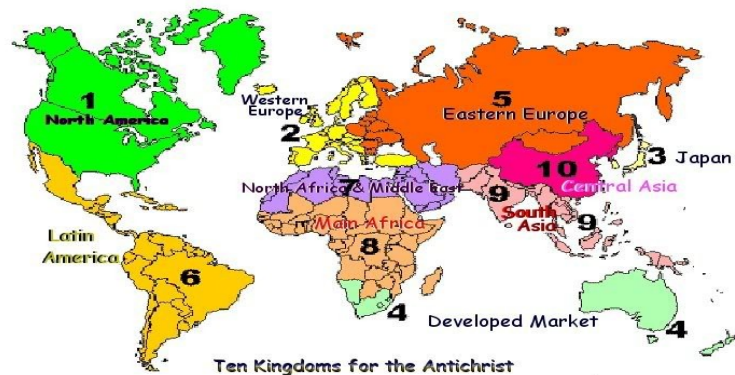 1
North America
Western
Europe
2
5
Eastern Europe
3 Japan
10
Central Asia
7
North Africa & Middle East
9
South
Asia
9
Main Africa
8
Latin
America
6
4
Developed Market
4
Ten Kingdoms for the Antichrist